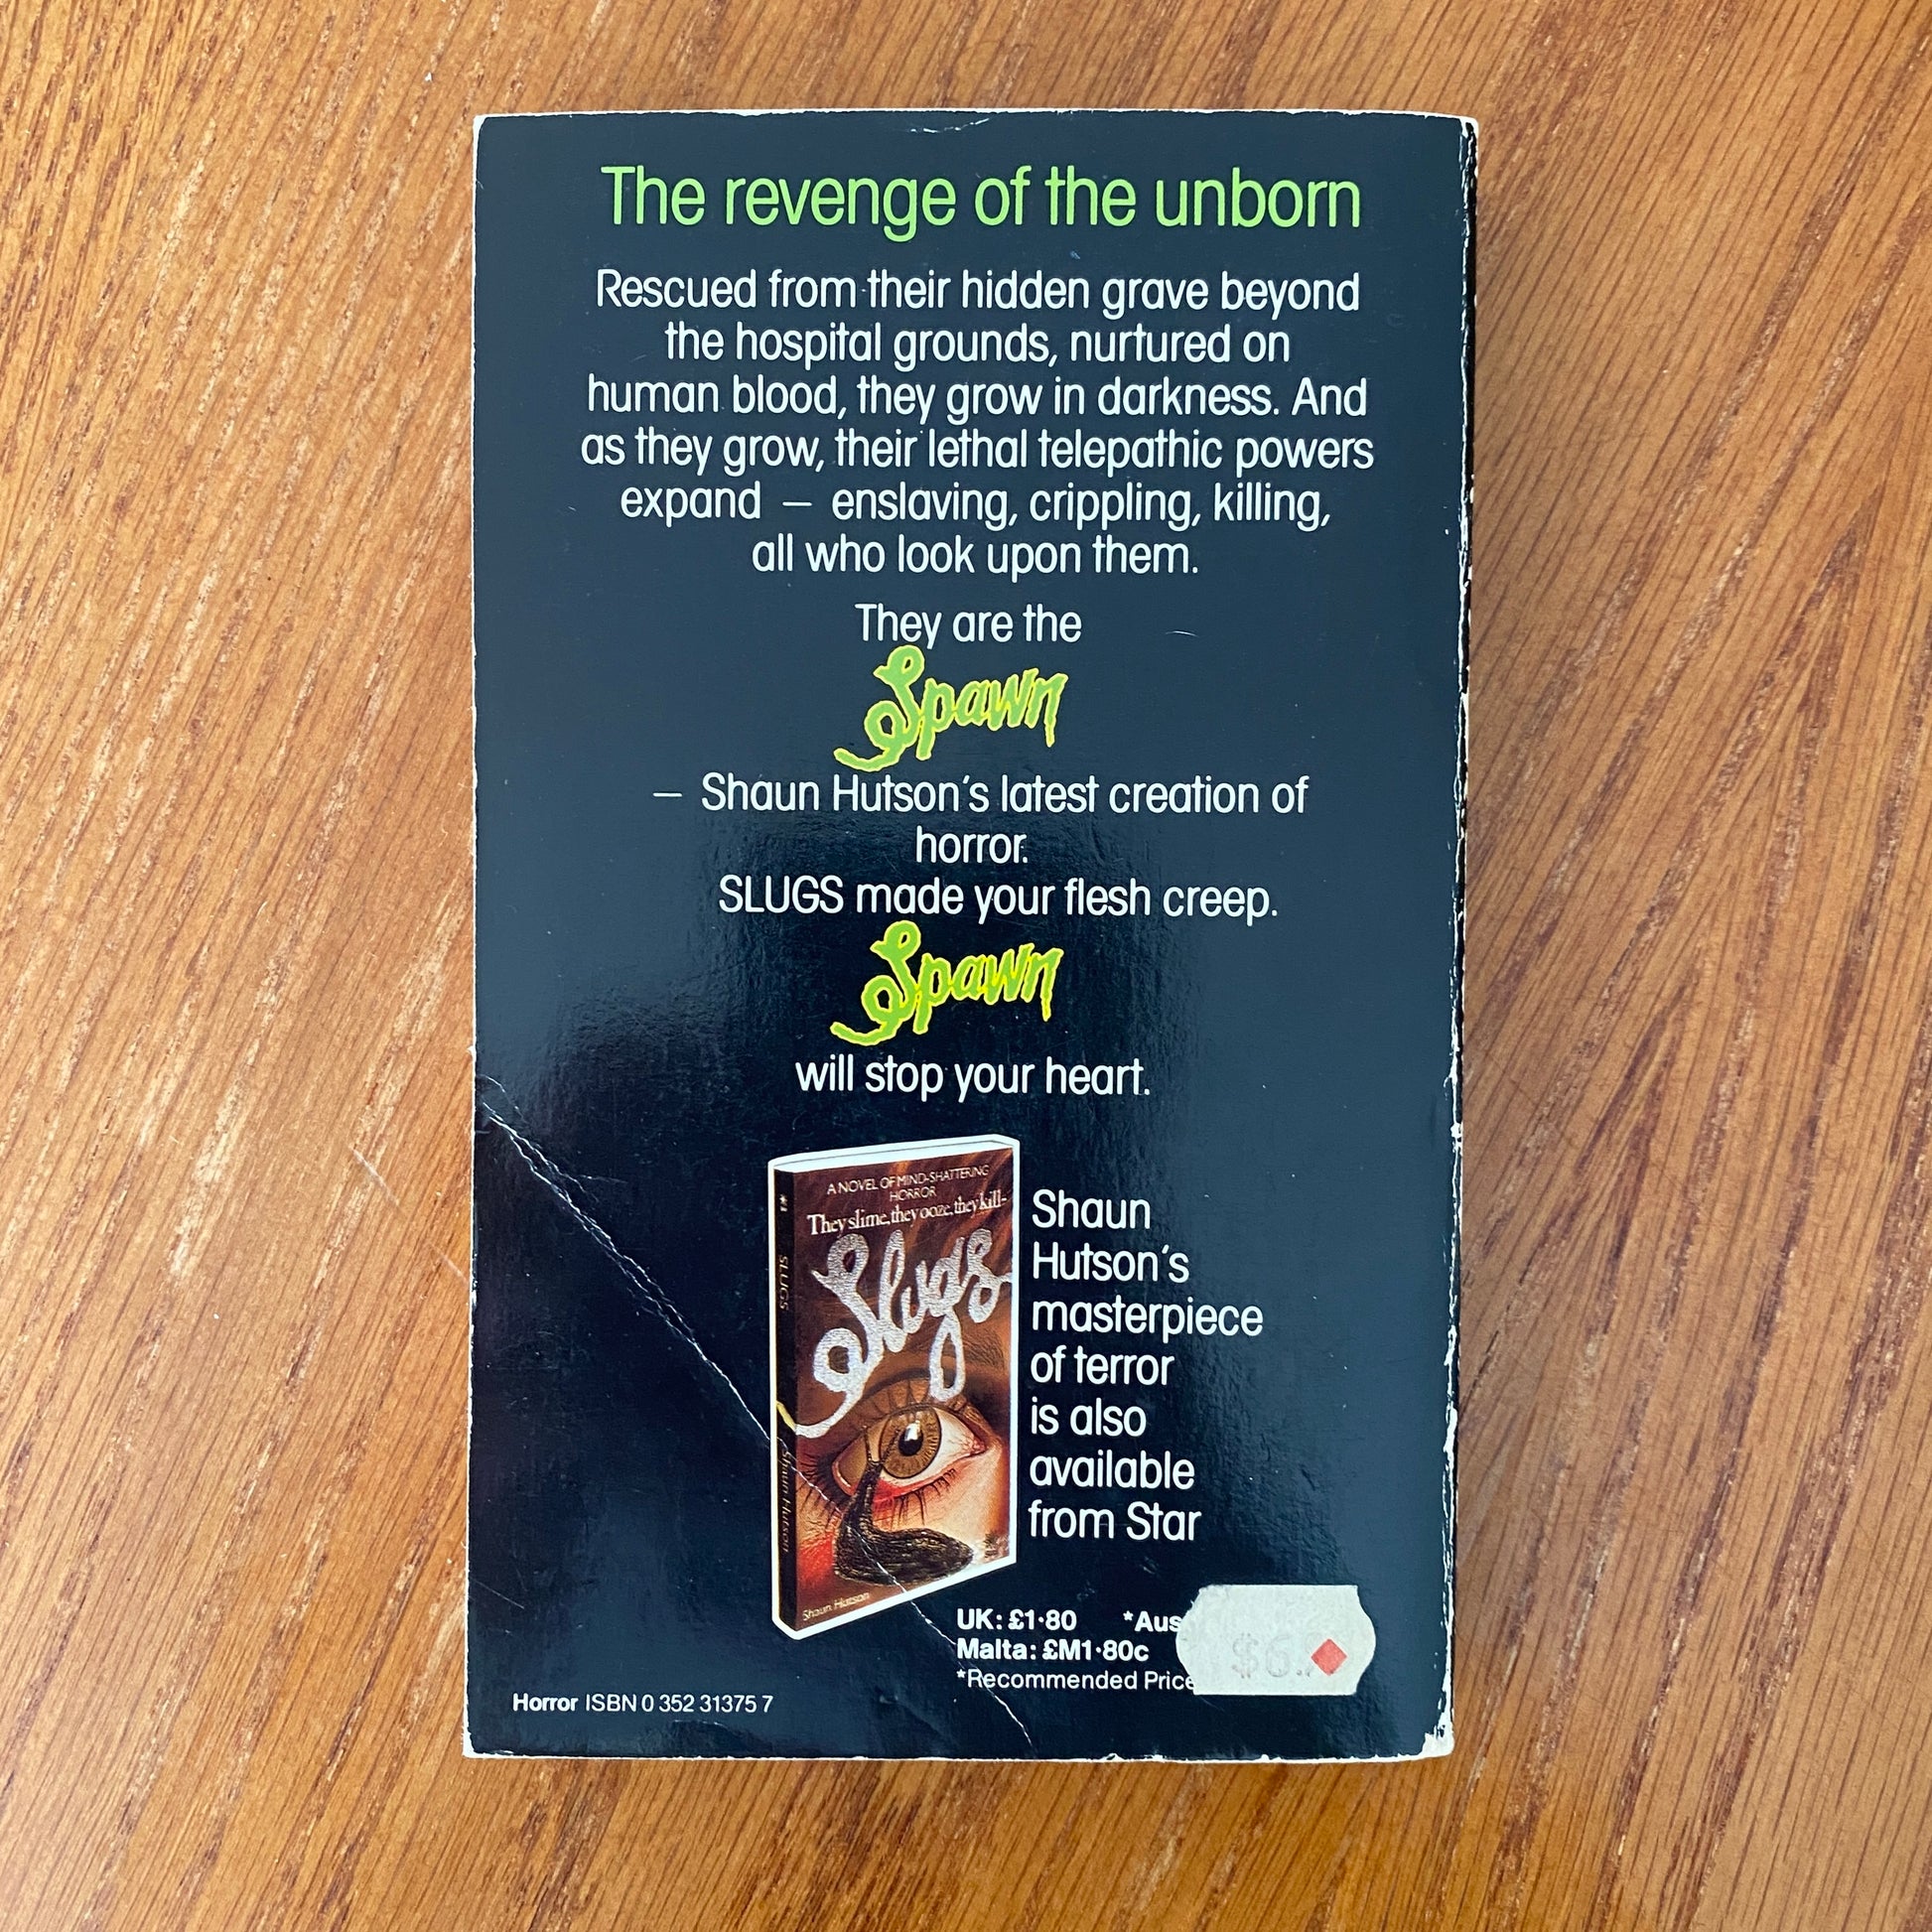 The revenge of the unborn
Rescued from their hidden grave beyond
the hospital grounds, nurtured on
human blood, they grow in darkness. And
as they grow, their lethal telepathic powers
expand – enslaving, crippling, killing,
all who look upon them.
They are the
Spawn
– Shaun Hutson's latest creation of
horror.
SLUGS made your flesh creep.
Spawn
will stop your heart.
A NOVEL OF MIND-SHATTERING
HORROR
They slime, they ooze, they kill-
Slugs
SLUGS
Shaun Hutson
Shaun Hutson
Shaun
Hutson's
masterpiece
of terror
is also
available
from Star
UK: £1·80 *Aus
Malta: £M1·80c
*Recommended Price
Horror ISBN 0 352 31375 7